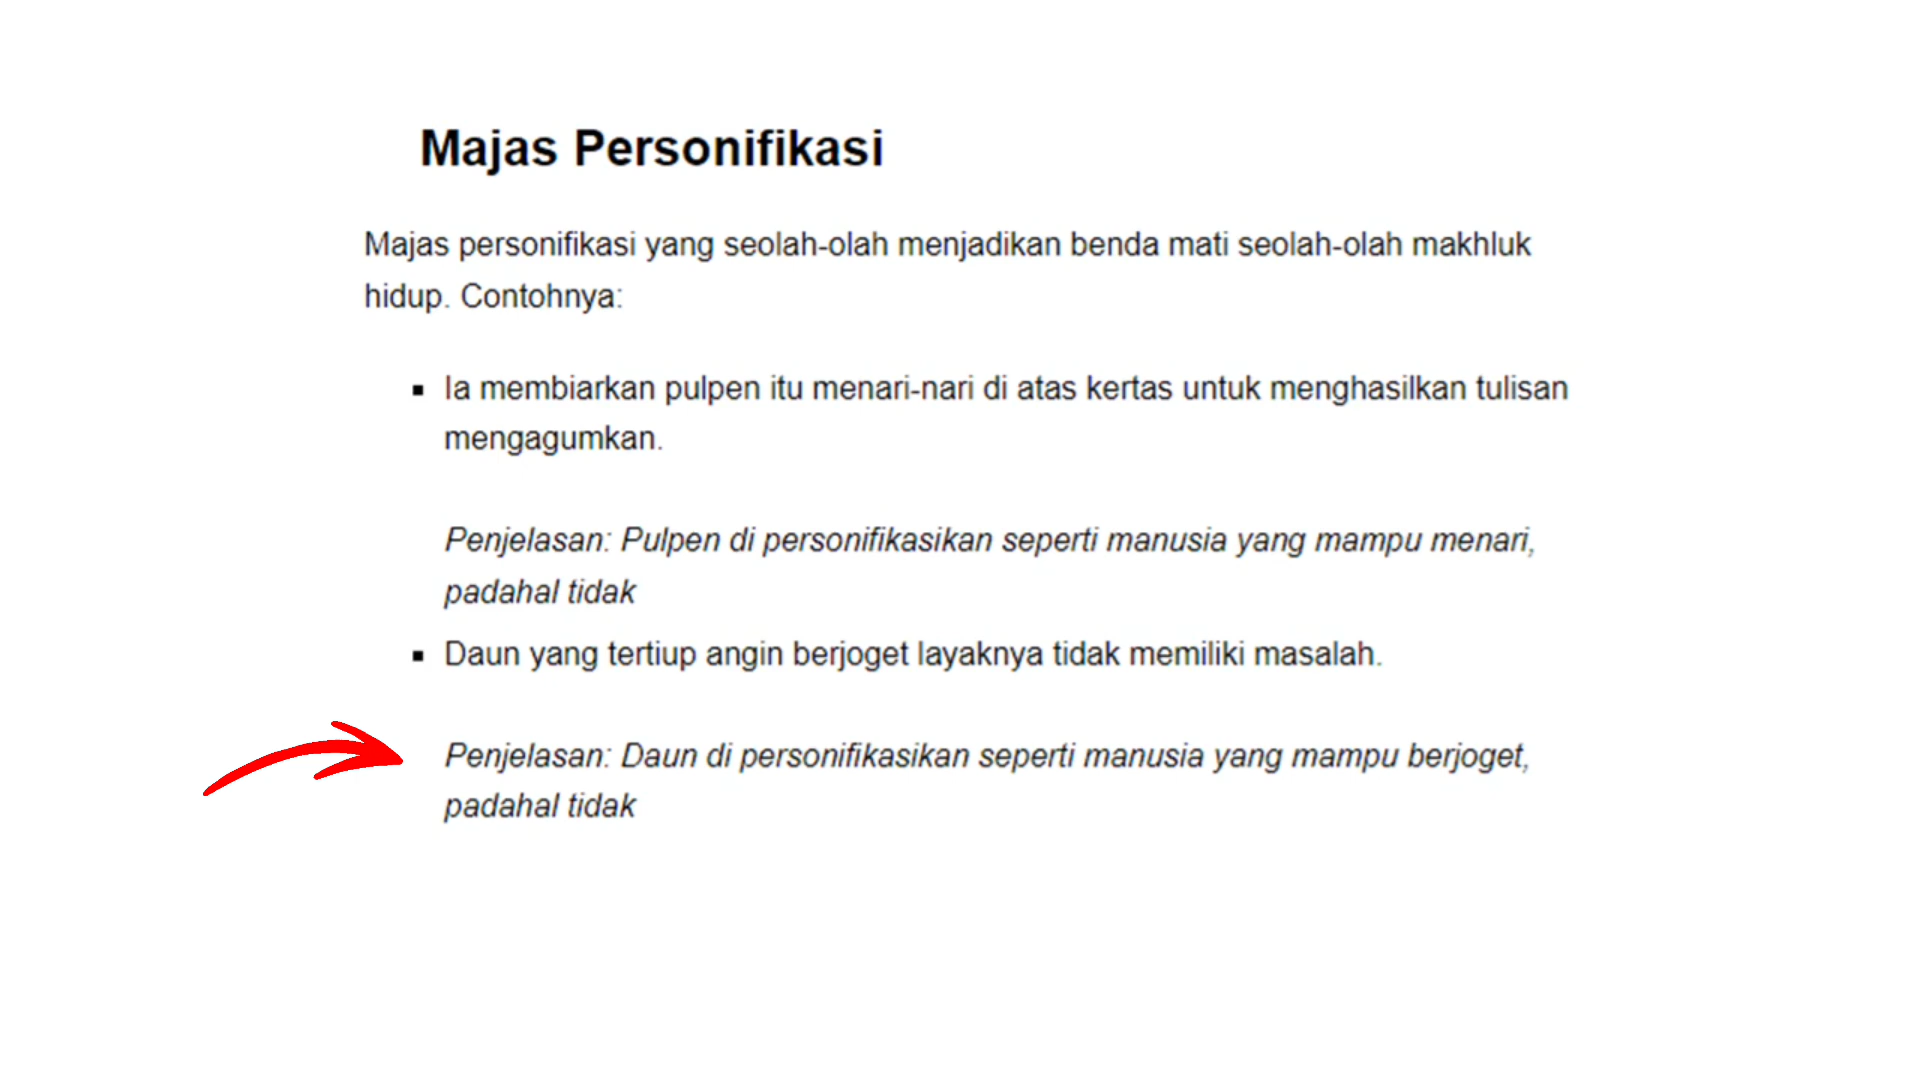 Majas Personifikasi
Majas personifikasi yang seolah-olah menjadikan benda mati seolah-olah makhluk
hidup. Contohnya:
▪ Ia membiarkan pulpen itu menari-nari di atas kertas untuk menghasilkan tulisan
mengagumkan.
Penjelasan: Pulpen di personifikasikan seperti manusia yang mampu menari,
padahal tidak
▪ Daun yang tertiup angin berjoget layaknya tidak memiliki masalah.
Penjelasan: Daun di personifikasikan seperti manusia yang mampu berjoget,
padahal tidak